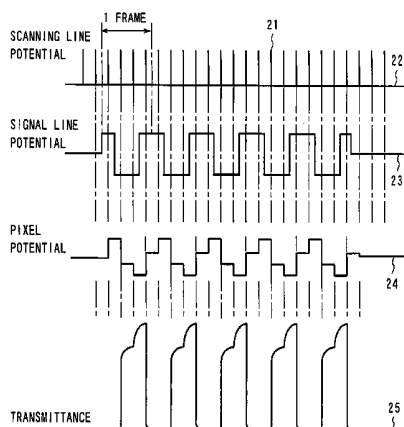 1 FRAME
21
SCANNING LINE
POTENTIAL
22
SIGNAL LINE
POTENTIAL
23
PIXEL
POTENTIAL
24
TRANSMITTANCE
25